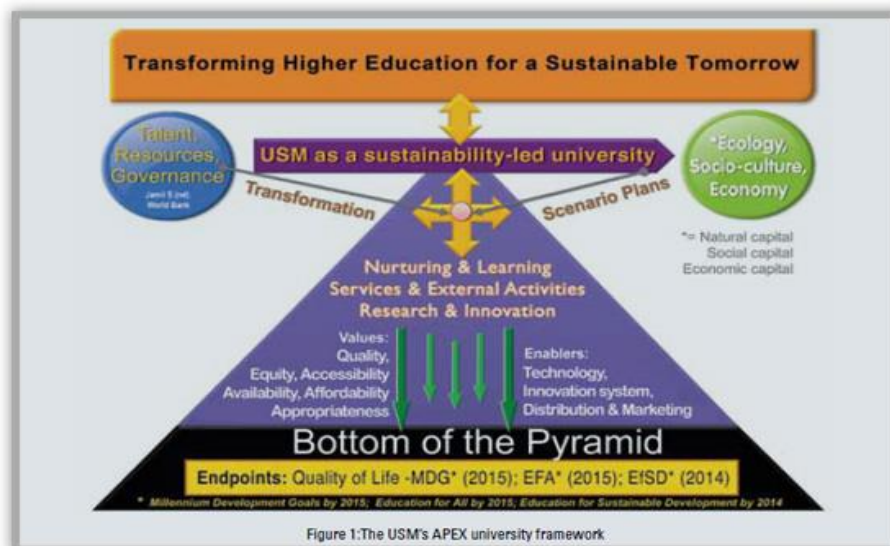 Transforming Higher Education for a Sustainable Tomorrow
Talent,
Resources,
Governance
Jamil S (nd)
World Bank
USM as a sustainability-led university
*Ecology,
Socio-culture,
Economy
Transformation
Scenario Plans
*= Natural capital
Social capital
Economic capital
Nurturing & Learning
Services & External Activities
Research & Innovation
Values:
Quality,
Equity, Accessibility
Availability, Affordability
Appropriateness
Enablers:
Technology,
Innovation system,
Distribution & Marketing
Bottom of the Pyramid
Endpoints: Quality of Life -MDG* (2015); EFA* (2015); EfSD* (2014)
* Millennium Development Goals by 2015; Education for All by 2015; Education for Sustainable Development by 2014
Figure 1:The USM's APEX university framework